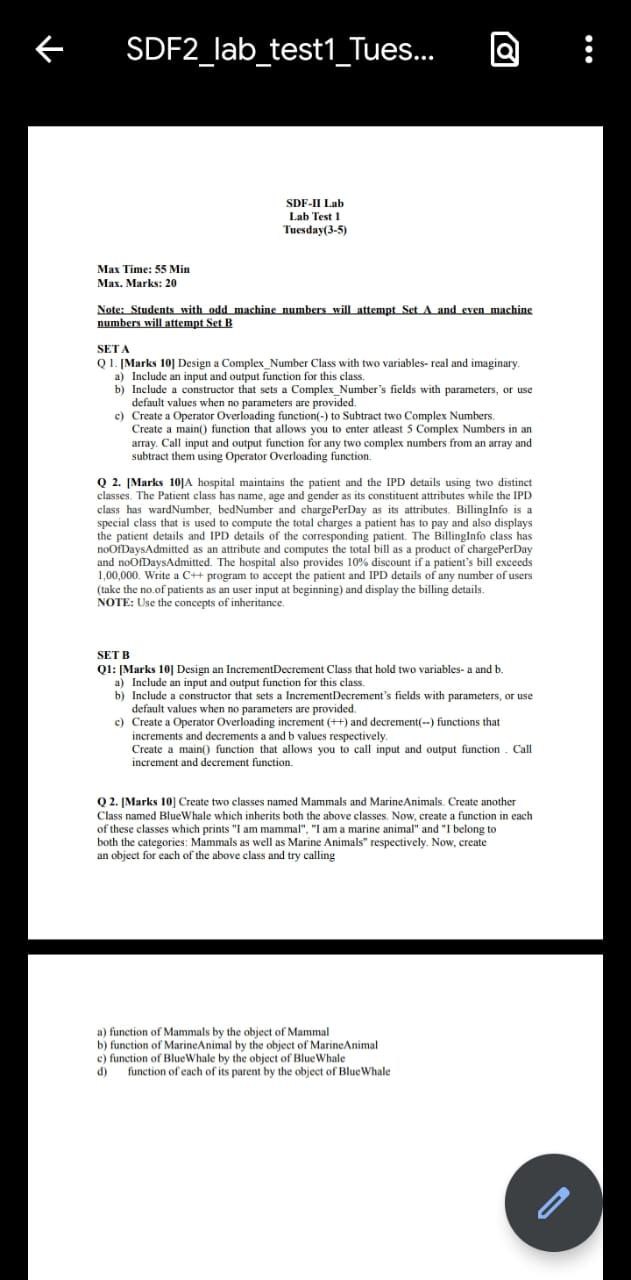 SDF2_lab_test1_Tues...
SDF-II Lab
Lab Test 1
Tuesday(3-5)
Max Time: 55 Min
Max. Marks: 20
Note: Students with odd machine numbers will attempt Set A and even machine
numbers will attempt Set B
SET A
Q 1. [Marks 10] Design a Complex_Number Class with two variables- real and imaginary.
a) Include an input and output function for this class.
b) Include a constructor that sets a Complex_Number's fields with parameters, or use
default values when no parameters are provided.
c) Create a Operator Overloading function(-) to Subtract two Complex Numbers.
Create a main() function that allows you to enter atleast 5 Complex Numbers in an
array. Call input and output function for any two complex numbers from an array and
subtract them using Operator Overloading function.
Q 2. [Marks 10]A hospital maintains the patient and the IPD details using two distinct
classes. The Patient class has name, age and gender as its constituent attributes while the IPD
class has wardNumber, bedNumber and chargePerDay as its attributes. BillingInfo is a
special class that is used to compute the total charges a patient has to pay and also displays
the patient details and IPD details of the corresponding patient. The BillingInfo class has
noOfDaysAdmitted as an attribute and computes the total bill as a product of chargePerDay
and noOfDaysAdmitted. The hospital also provides 10% discount if a patient's bill exceeds
1,00,000. Write a C++ program to accept the patient and IPD details of any number of users
(take the no.of patients as an user input at beginning) and display the billing details.
NOTE: Use the concepts of inheritance.
SET B
Q1: [Marks 10] Design an IncrementDecrement Class that hold two variables- a and b.
a) Include an input and output function for this class.
b) Include a constructor that sets a IncrementDecrement's fields with parameters, or use
default values when no parameters are provided.
c) Create a Operator Overloading increment (++) and decrement(--) functions that
increments and decrements a and b values respectively.
Create a main() function that allows you to call input and output function . Call
increment and decrement function.
Q 2. [Marks 10] Create two classes named Mammals and MarineAnimals. Create another
Class named BlueWhale which inherits both the above classes. Now, create a function in each
of these classes which prints "I am mammal", "I am a marine animal" and "I belong to
both the categories: Mammals as well as Marine Animals" respectively. Now, create
an object for each of the above class and try calling
a) function of Mammals by the object of Mammal
b) function of MarineAnimal by the object of MarineAnimal
c) function of BlueWhale by the object of BlueWhale
d) function of each of its parent by the object of BlueWhale